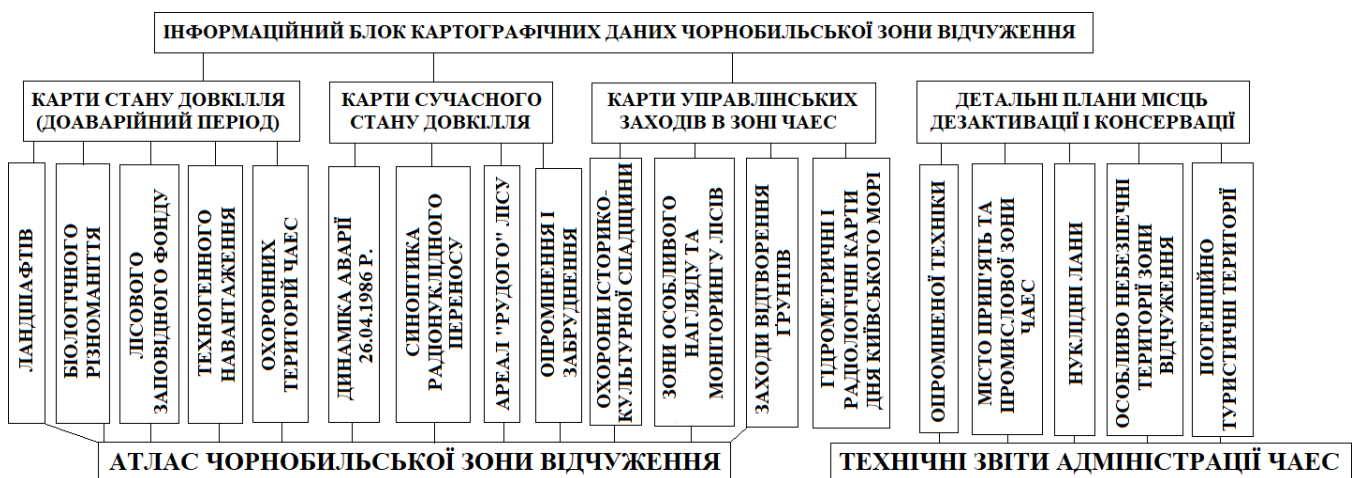 ІНФОРМАЦІЙНИЙ БЛОК КАРТОГРАФІЧНИХ ДАНИХ ЧОРНОБИЛЬСЬКОЇ ЗОНИ ВІДЧУЖЕННЯ
КАРТИ СТАНУ ДОВКІЛЛЯ
(ДОАВАРІЙНИЙ ПЕРІОД)
КАРТИ СУЧАСНОГО
СТАНУ ДОВКІЛЛЯ
КАРТИ УПРАВЛІНСЬКИХ
ЗАХОДІВ В ЗОНІ ЧАЕС
ДЕТАЛЬНІ ПЛАНИ МІСЦЬ
ДЕЗАКТИВАЦІЇ І КОНСЕРВАЦІЇ
ЛАНДШАФТІВ
БІОЛОГІЧНОГО
РІЗНОМАНІТЯ
ЛІСОВОГО
ЗАПОВІДНОГО ФОНДУ
ТЕХНОГЕННОГО
НАВАНТАЖЕННЯ
ОХОРОННИХ
ТЕРИТОРІЙ ЧАЕС
ДИНАМІКА АВАРІЇ
26.04.1986 Р.
СИНОПТИКА
РАДІОНУКЛІДНОГО
ПЕРЕНОСУ
АРЕАЛ "РУДОГО" ЛІСУ
ОПРОМІНЕННЯ І
ЗАБРУДНЕННЯ
ОХОРОНИ ІСТОРИКО-
КУЛЬТУРНОЇ СПАДЩИНИ
ЗОНИ ОСОБЛИВОГО
НАГЛЯДУ ТА
МОНІТОРИНГУ ЛІСІВ
ЗАХОДИ ВІДТВОРЕННЯ
ҐРУНТІВ
ГІДРОМЕТРИЧНІ І
РАДІОЛОГІЧНІ КАРТИ
ДНЯ КИЇВСЬКОГО МОРІ
ОПРОМІНЕНОЇ ТЕХНІКИ
МІСТО ПРИП'ЯТЬ ТА
ПРОМИСЛОВОЇ ЗОНИ
ЧАЕС
НУКЛІДНІ ЛАНИ
ОСОБЛИВО НЕБЕЗПЕЧНІ
ТЕРИТОРІЇ ЗОНИ
ВІДЧУЖЕННЯ
ПОТЕНЦІЙНО
ТУРИСТИЧНІ ТЕРИТОРІЇ
АТЛАС ЧОРНОБИЛЬСЬКОЇ ЗОНИ ВІДЧУЖЕННЯ
ТЕХНІЧНІ ЗВІТИ АДМІНІСТРАЦІЇ ЧАЕС